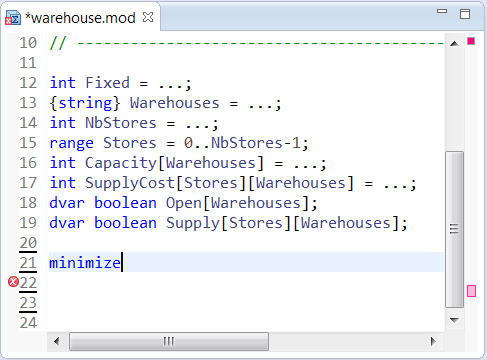 *warehouse.mod
10 // -----------------------------------------
11
12 int Fixed = ...;
13 {string} Warehouses = ...;
14 int NbStores = ...;
15 range Stores = 0..NbStores-1;
16 int Capacity[Warehouses] = ...;
17 int SupplyCost[Stores][Warehouses] = ...;
18 dvar boolean Open[Warehouses];
19 dvar boolean Supply[Stores][Warehouses];
20
21 minimize
22
23
24